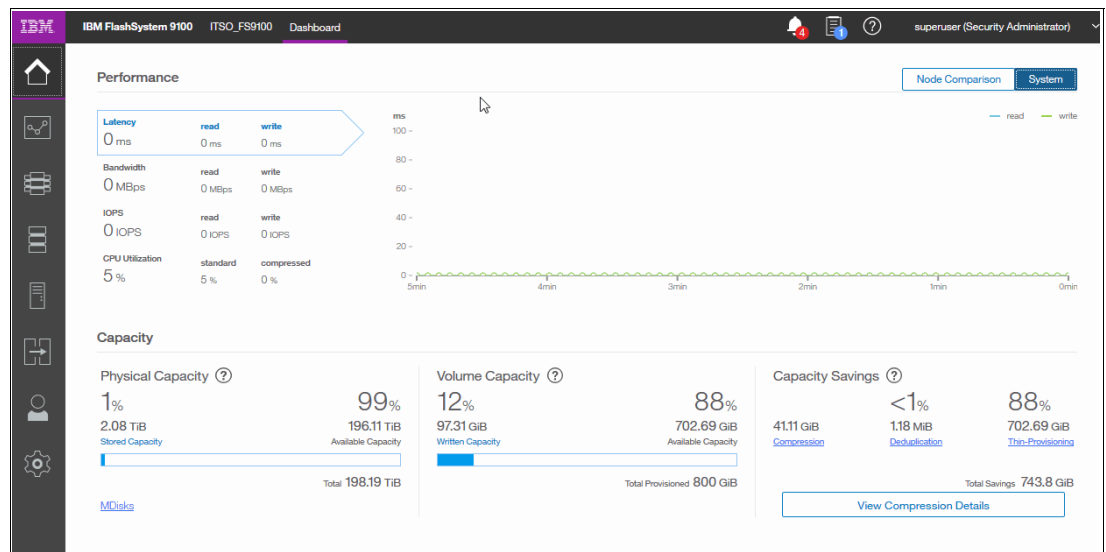 IBM
IBM FlashSystem 9100 ITSO_FS9100 Dashboard
4
1
?
superuser (Security Administrator)
Performance
Node Comparison
System
Latency
read
write
0 ms
0 ms
0 ms
Bandwidth
read
write
0 MBps
0 MBps
0 MBps
IOPS
read
write
0 IOPS
0 IOPS
0 IOPS
CPU Utilization
standard
compressed
5 %
5 %
0 %
ms
read
write
100
80
60
40
20
0
5min
4min
3min
2min
1min
0min
Capacity
Physical Capacity ?
1%
99%
2.08 TiB
196.11 TiB
Stored Capacity
Available Capacity
Total 198.19 TiB
MDisks
Volume Capacity ?
12%
88%
97.31 GiB
702.69 GiB
Written Capacity
Available Capacity
Total Provisioned 800 GiB
Capacity Savings ?
<1%
88%
41.11 GiB
1.18 MiB
702.69 GiB
Compression
Deduplication
Thin-Provisioning
Total Savings 743.8 GiB
View Compression Details